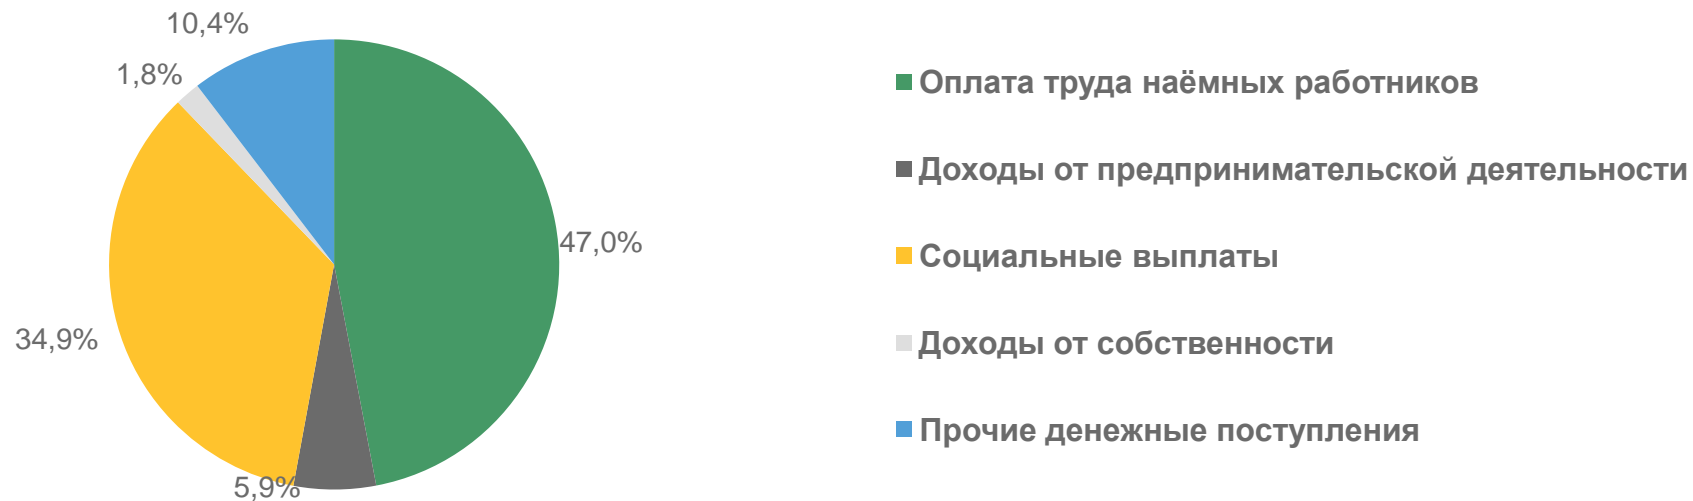 10,4%
1,8%
47,0%
34,9%
5,9%
Оплата труда наёмных работников
Доходы от предпринимательской деятельности
Социальные выплаты
Доходы от собственности
Прочие денежные поступления